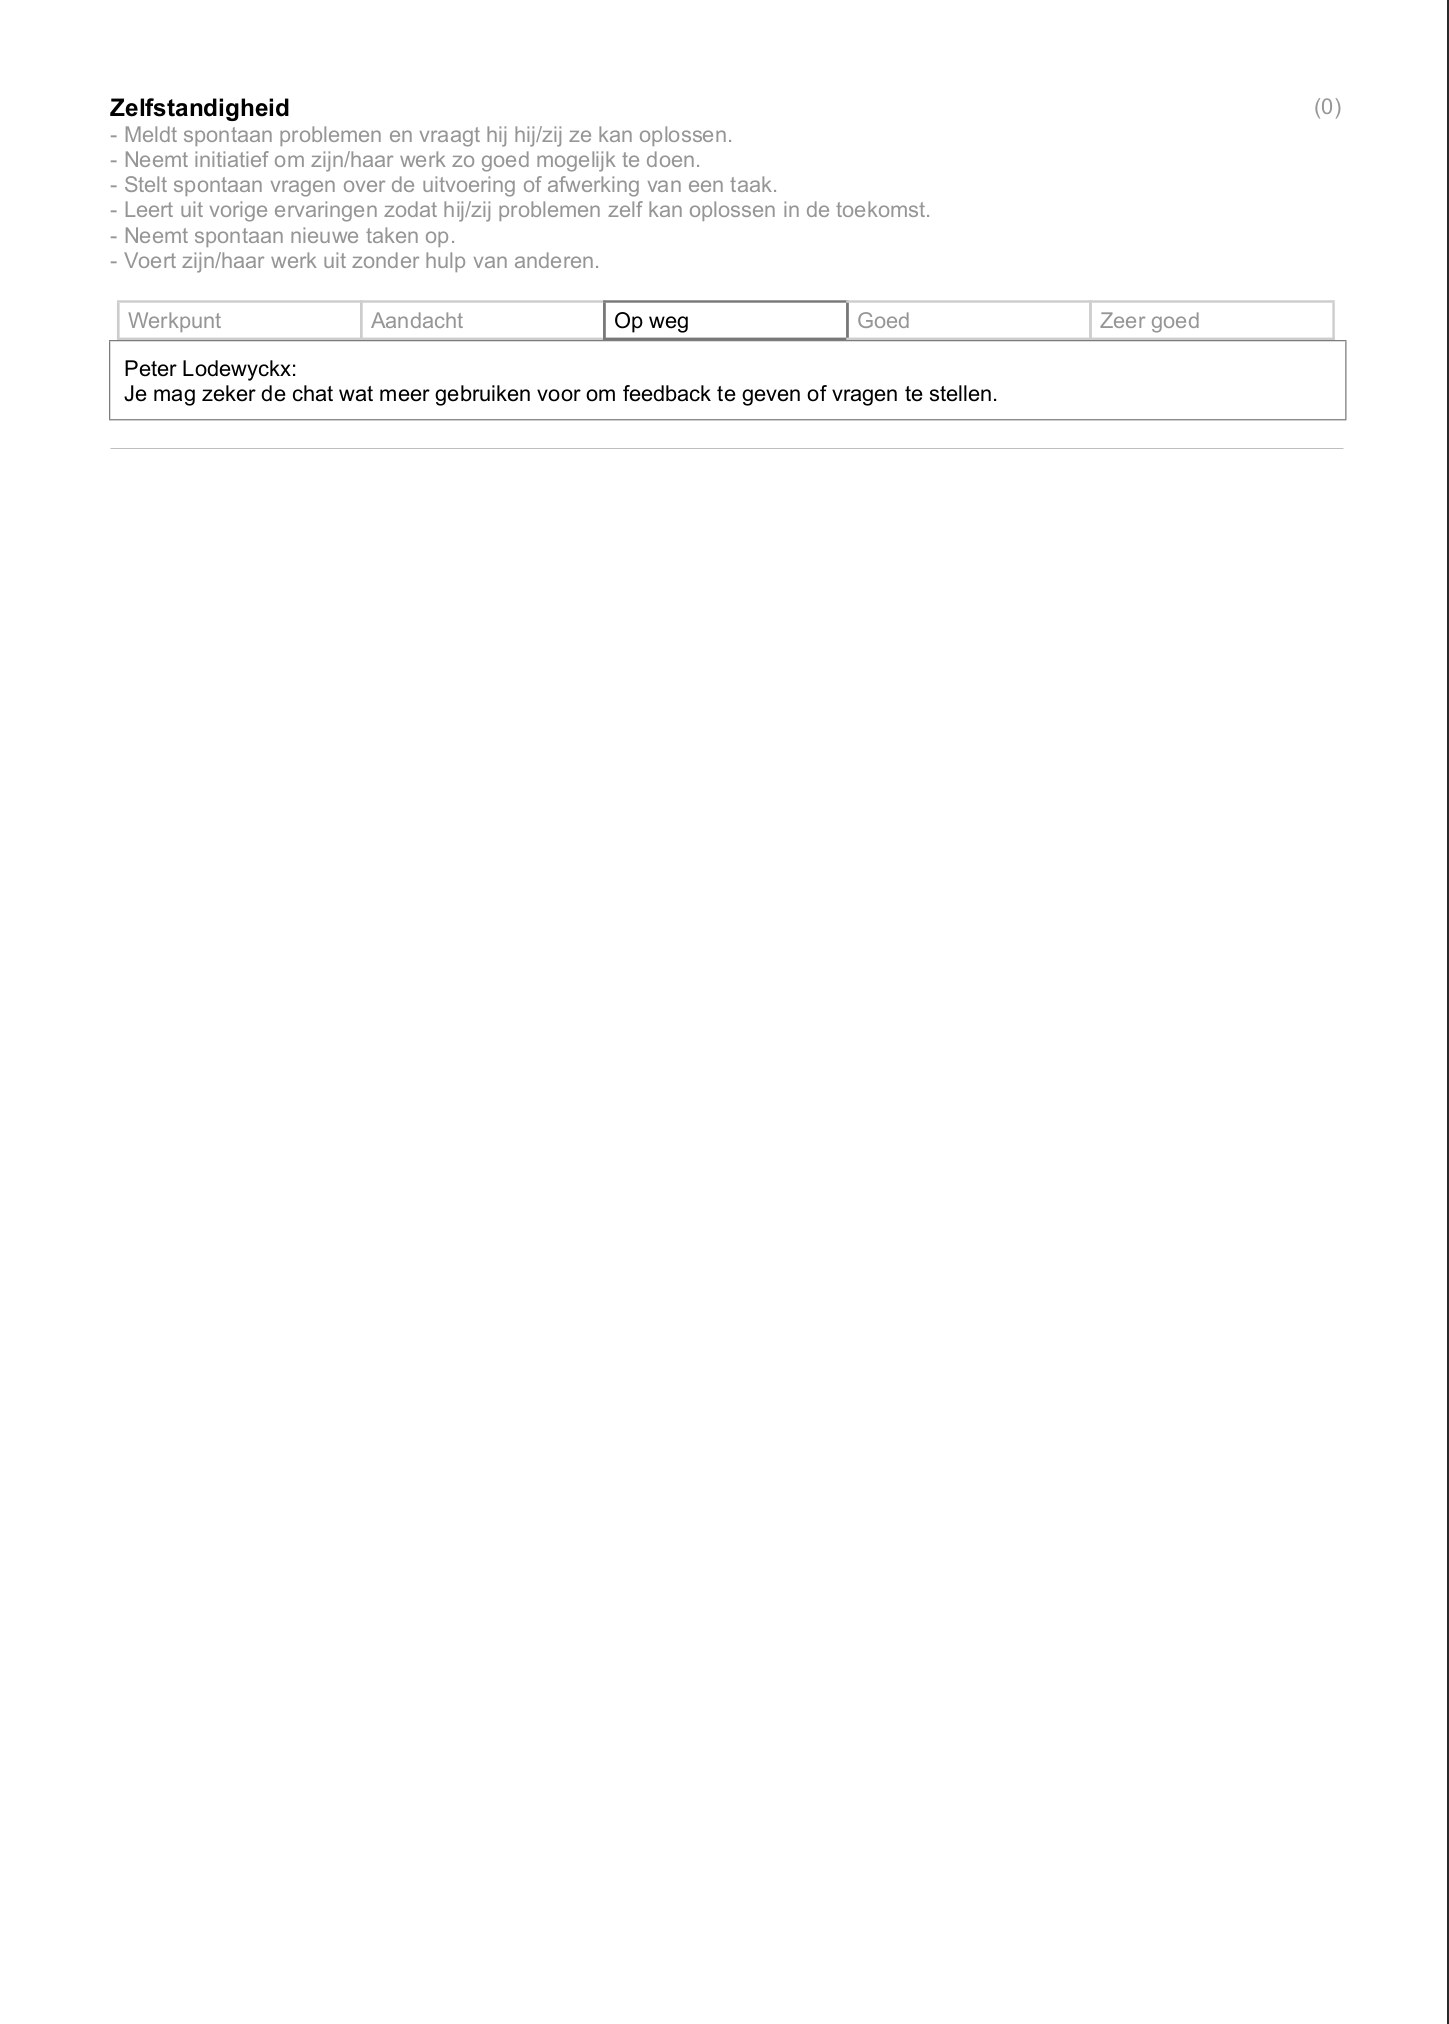 Zelfstandigheid (0)
- Meldt spontaan problemen en vraagt hij hij/zij ze kan oplossen.
- Neemt initiatief om zijn/haar werk zo goed mogelijk te doen.
- Stelt spontaan vragen over de uitvoering of afwerking van een taak.
- Leert uit vorige ervaringen zodat hij/zij problemen zelf kan oplossen in de toekomst.
- Neemt spontaan nieuwe taken op.
- Voert zijn/haar werk uit zonder hulp van anderen.
Werkpunt Aandacht Op weg Goed Zeer goed
Peter Lodewyckx:
Je mag zeker de chat wat meer gebruiken voor om feedback te geven of vragen te stellen.